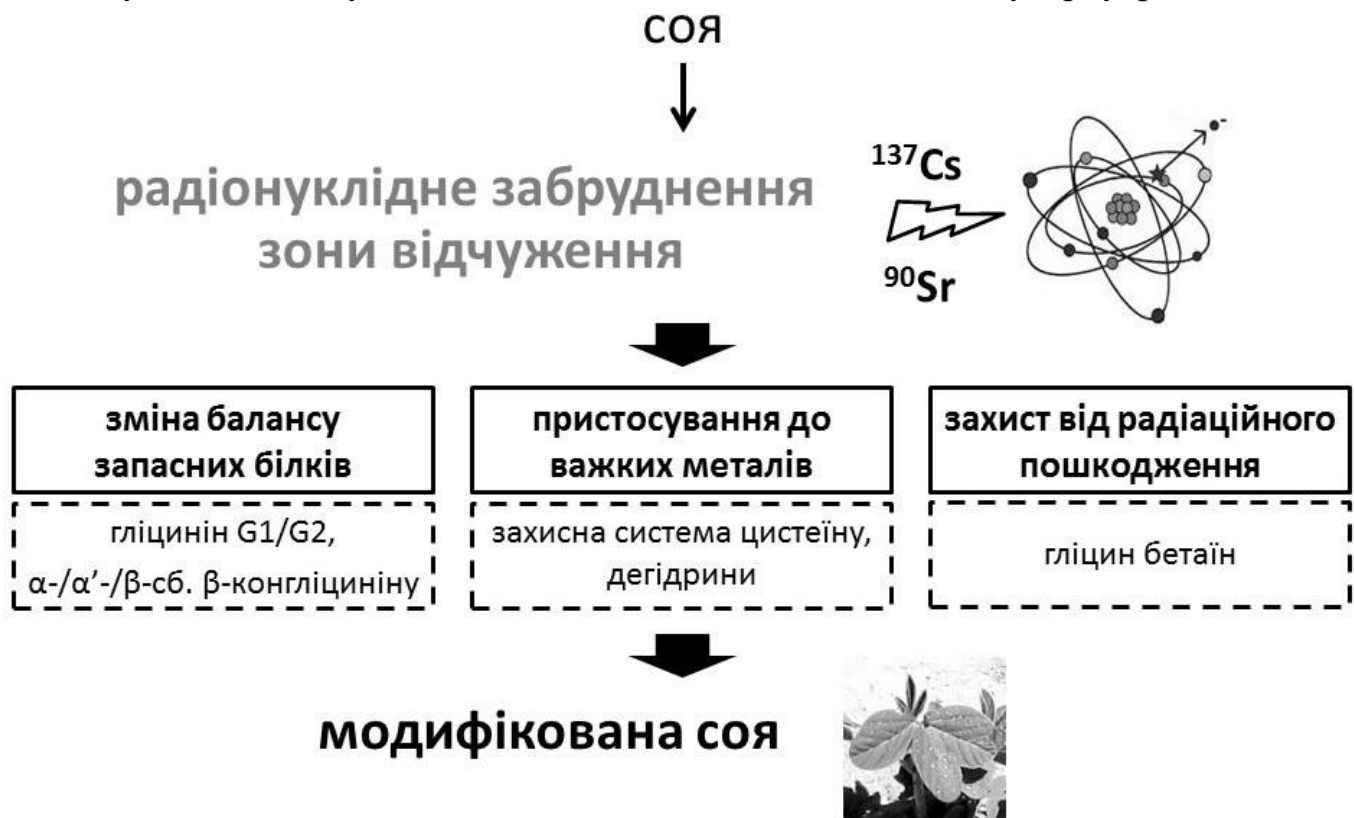 соя
радіонуклідне забруднення
зони відчуження
¹³⁷Cs
⁹⁰Sr
зміна балансу
запасних білків
пристосування до
важких металів
захист від радіаційного
пошкодження
гліцинін G1/G2,
α-/α′-/β-сб. β-конгліциніну
захисна система цистеїну,
дегідрини
гліцин бетаїн
модифікована соя